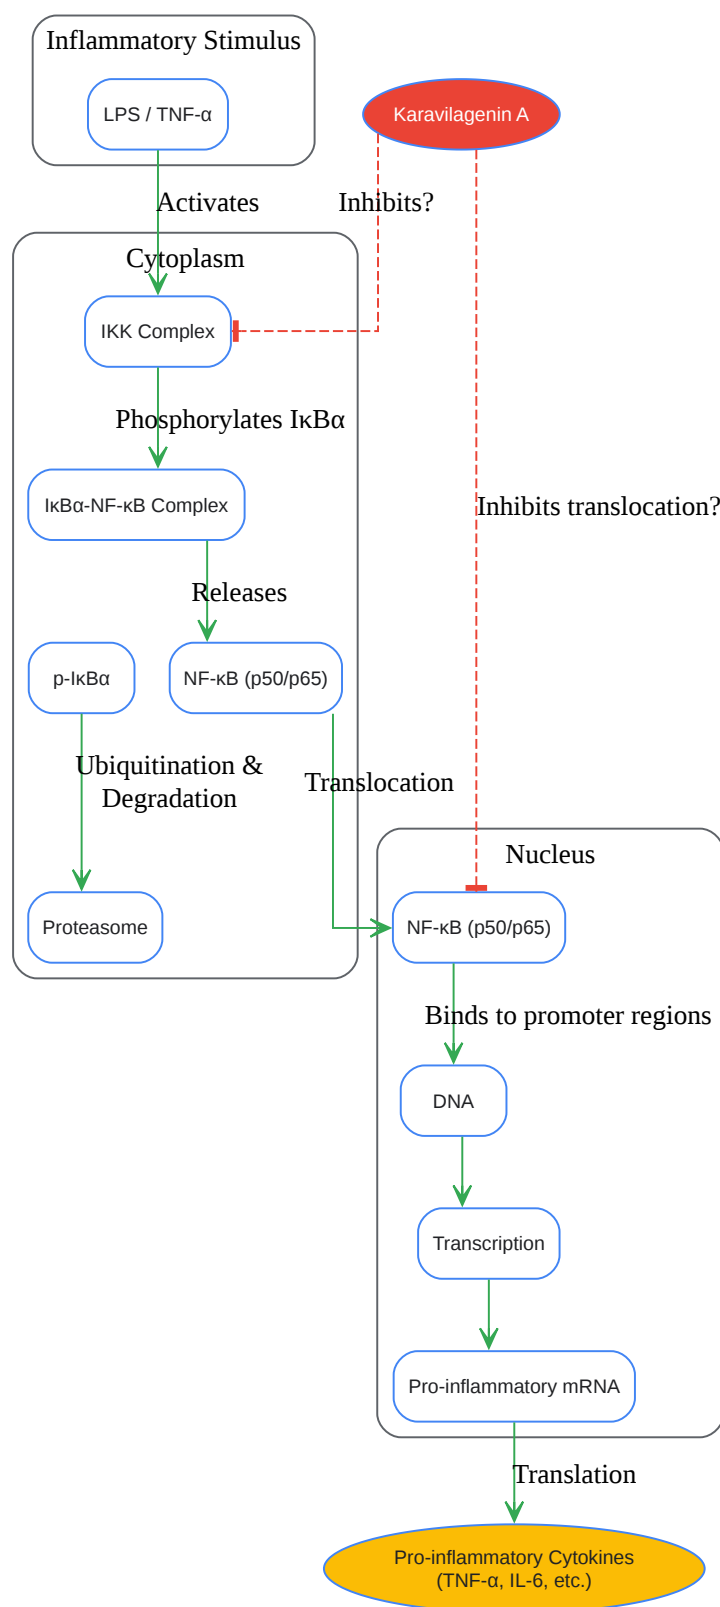 Inflammatory Stimulus
LPS / TNF-α
Karavilagenin A
Activates
Inhibits?
Cytoplasm
IKK Complex
Phosphorylates IκBα
IκBα-NF-κB Complex
Inhibits translocation?
Releases
p-IκBα
NF-κB (p50/p65)
Ubiquitination &
Degradation
Translocation
Nucleus
Proteasome
NF-κB (p50/p65)
Binds to promoter regions
DNA
Transcription
Pro-inflammatory mRNA
Translation
Pro-inflammatory Cytokines
(TNF-α, IL-6, etc.)